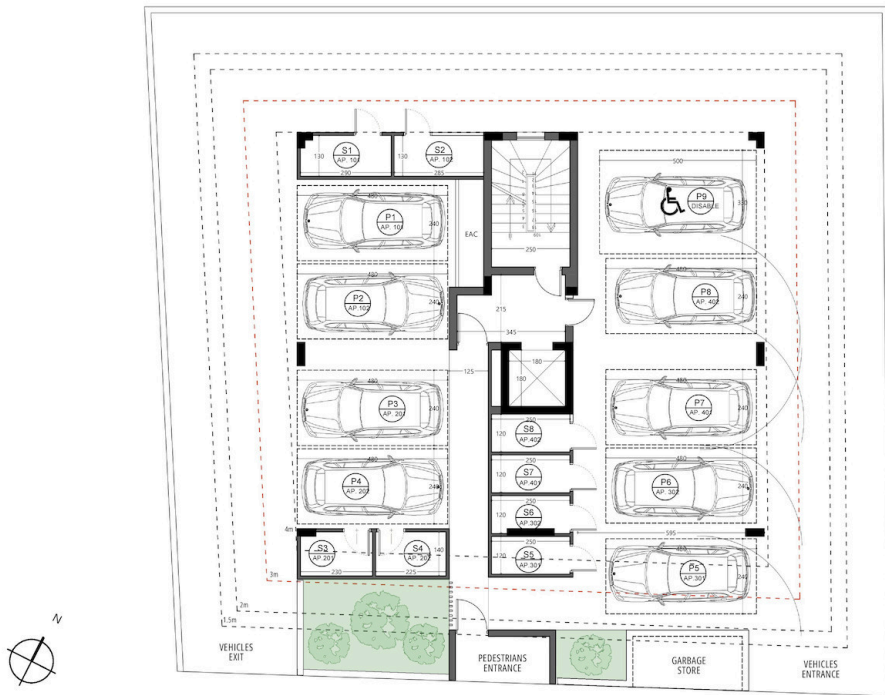 S1
AP. 101
130
290
S2
AP. 102
130
285
500
P9
DISABLE
330
480
P1
AP. 101
240
EAC
250
480
P2
AP.102
240
480
P8
AP. 402
240
215
345
125
180
180
480
P3
AP. 201
240
480
P7
AP. 401
240
S8
AP.402
120
250
S7
AP.401
120
P4
AP. 202
240
480
P6
AP. 302
240
250
S6
AP.302
120
4m
595
S3
AP.201
230
S4
AP. 202
140
225
250
S5
AP.301
120
480
P5
AP.301
240
3m
2m
1.5m
N
VEHICLES
EXIT
PEDESTRIANS
ENTRANCE
GARBAGE
STORE
VEHICLES
ENTRANCE